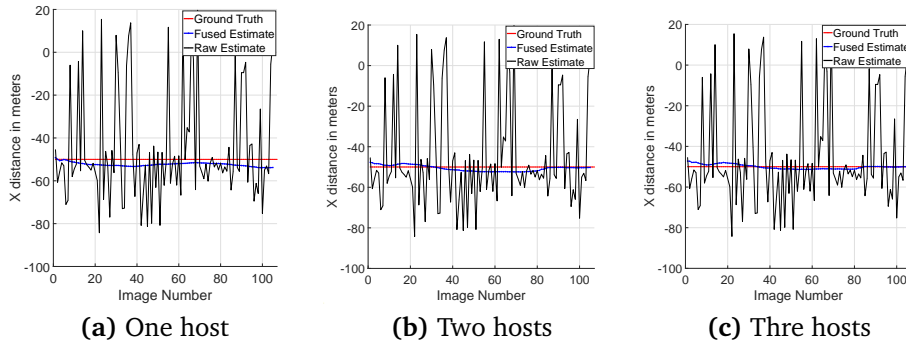 20
0
-20
-40
-60
-80
-100
X distance in meters
0 20 40 60 80 100
Image Number
Ground Truth
Fused Estimate
Raw Estimate
(a) One host
20
0
-20
-40
-60
-80
-100
X distance in meters
0 20 40 60 80 100
Image Number
Ground Truth
Fused Estimate
Raw Estimate
(b) Two hosts
20
0
-20
-40
-60
-80
-100
X distance in meters
0 20 40 60 80 100
Image Number
Ground Truth
Fused Estimate
Raw Estimate
(c) Thre hosts